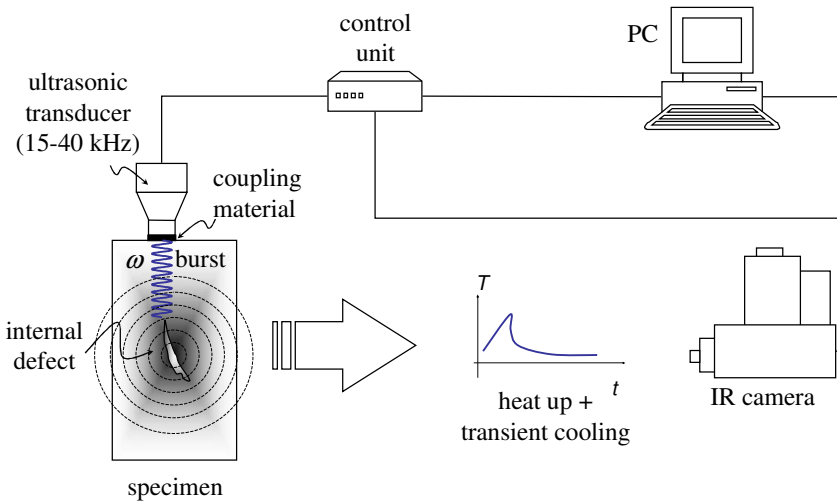 control
unit
PC
ultrasonic
transducer
(15-40 kHz)
coupling
material
ω burst
internal
defect
T
t
heat up +
transient cooling
IR camera
specimen